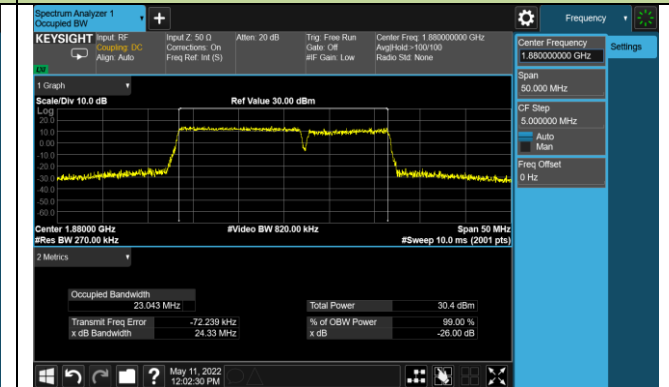 Spectrum Analyzer 1
Occupied BW
Frequency
KEYSIGHT
Input: RF
Coupling: DC
Align: Auto
Input Z: 50 Ω
Corrections: On
Freq Ref: Int (S)
Atten: 20 dB
Trig: Free Run
Gate: Off
#IF Gain: Low
Center Freq: 1.880000000 GHz
Avg|Hold:>100/100
Radio Std: None
Center Frequency
1.880000000 GHz
Settings
Span
50.000 MHz
CF Step
5.000000 MHz
Auto
Man
Freq Offset
0 Hz
1 Graph
Scale/Div 10.0 dB
Ref Value 30.00 dBm
Log
20.0
10.0
0.00
-10.0
-20.0
-30.0
-40.0
-50.0
-60.0
Center 1.88000 GHz
#Video BW 820.00 kHz
Span 50 MHz
#Res BW 270.00 kHz
#Sweep 10.0 ms (2001 pts)
2 Metrics
Occupied Bandwidth
23.043 MHz
Total Power
30.4 dBm
Transmit Freq Error
-72.239 kHz
% of OBW Power
99.00 %
x dB Bandwidth
24.33 MHz
x dB
-26.00 dB
?
May 11, 2022
12:02:30 PM